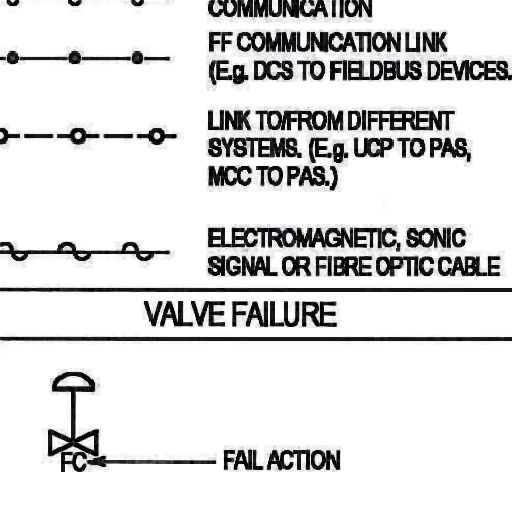 COMMUNICATION
FF COMMUNICATION LINK
(E.g. DCS TO FIELDBUS DEVICES.
LINK TO/FROM DIFFERENT
SYSTEMS. (E.g. UCP TO PAS,
MCC TO PAS.)
ELECTROMAGNETIC, SONIC
SIGNAL OR FIBRE OPTIC CABLE
VALVE FAILURE
FC
FAIL ACTION